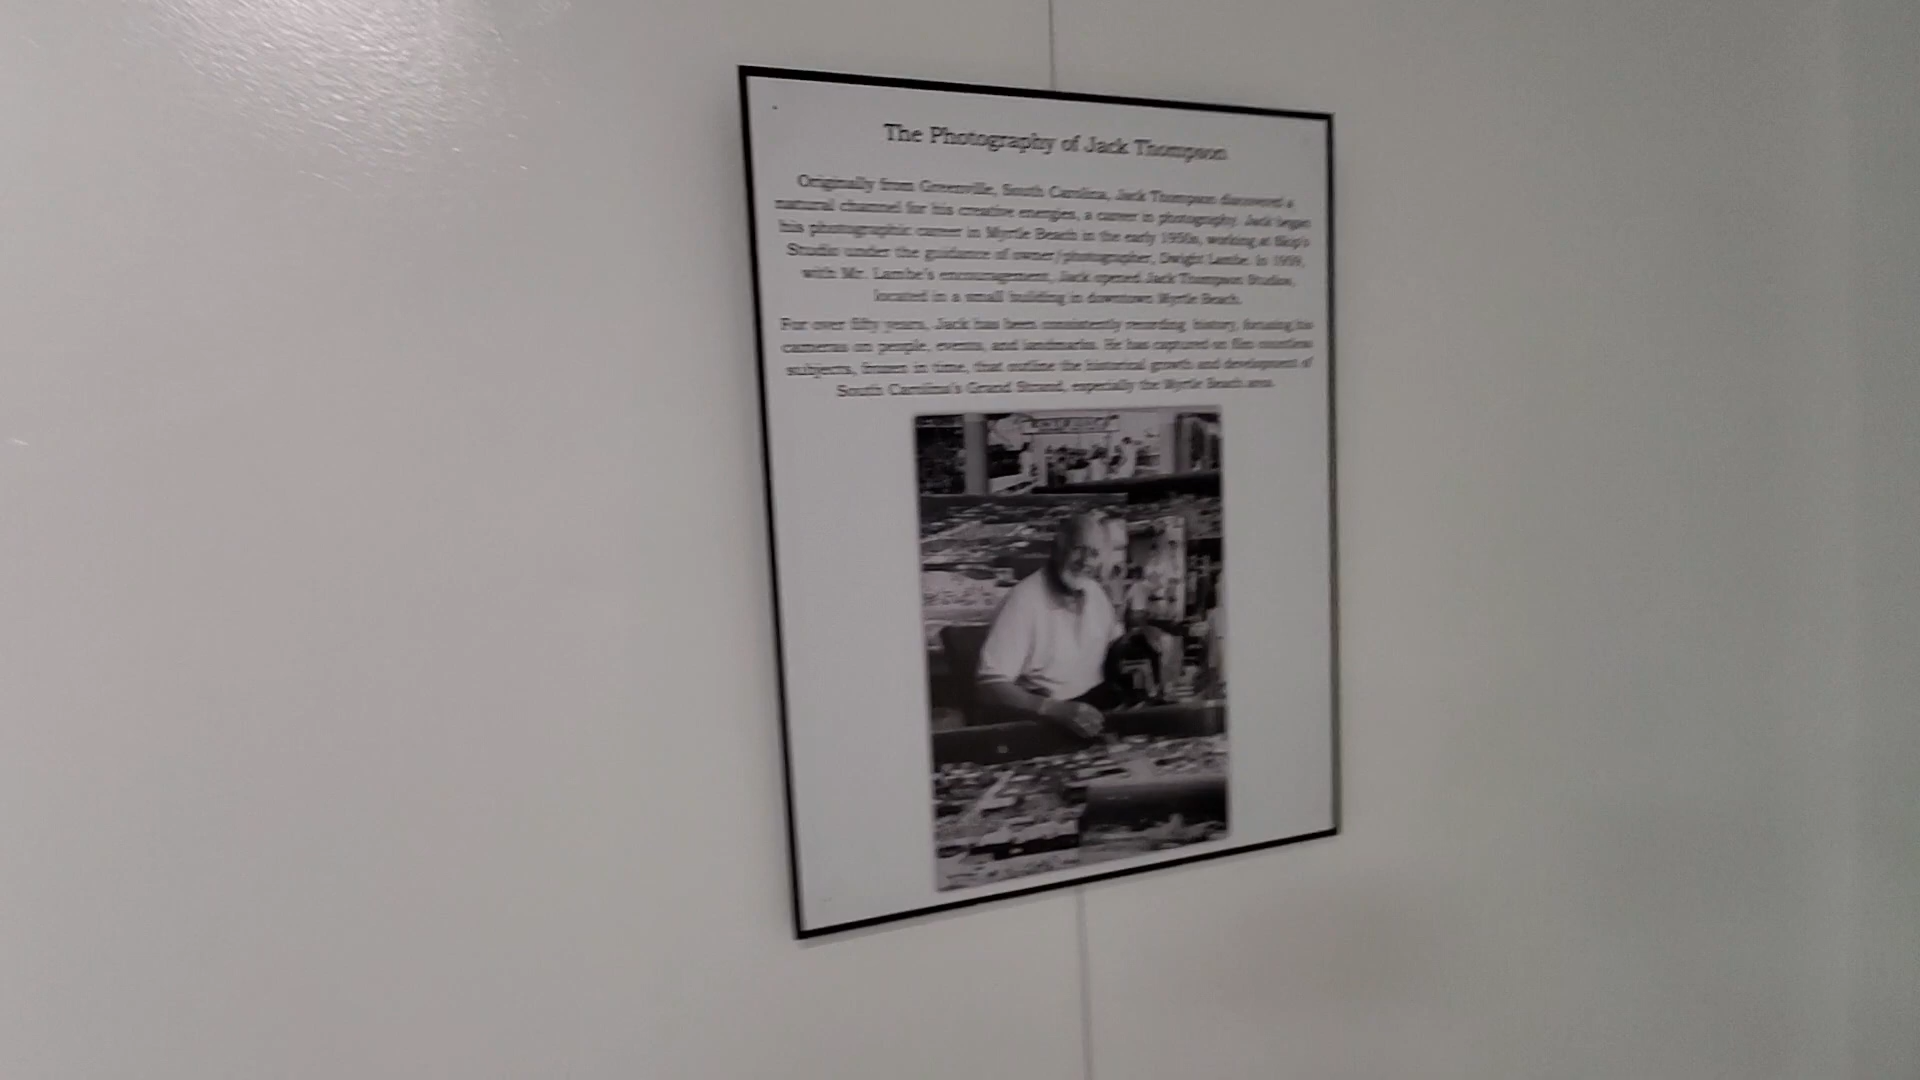 The Photography of Jack Thompson
Originally from Greenville, South Carolina, Jack Thompson discovered a
natural channel for his creative energies, a career in photography. Jack began
his photographic career in Myrtle Beach in the early 1950s, working at Skip's
Studio under the guidance of owner/photographer, Dwight Lambe. In 1959,
with Mr. Lambe's encouragement, Jack opened Jack Thompson Studios,
located in a small building in downtown Myrtle Beach.
For over fifty years, Jack has been consistently recording history, focusing his
cameras on people, events, and landmarks. He has captured on film countless
subjects, frozen in time, that outline the historical growth and development of
South Carolina's Grand Strand, especially the Myrtle Beach area.